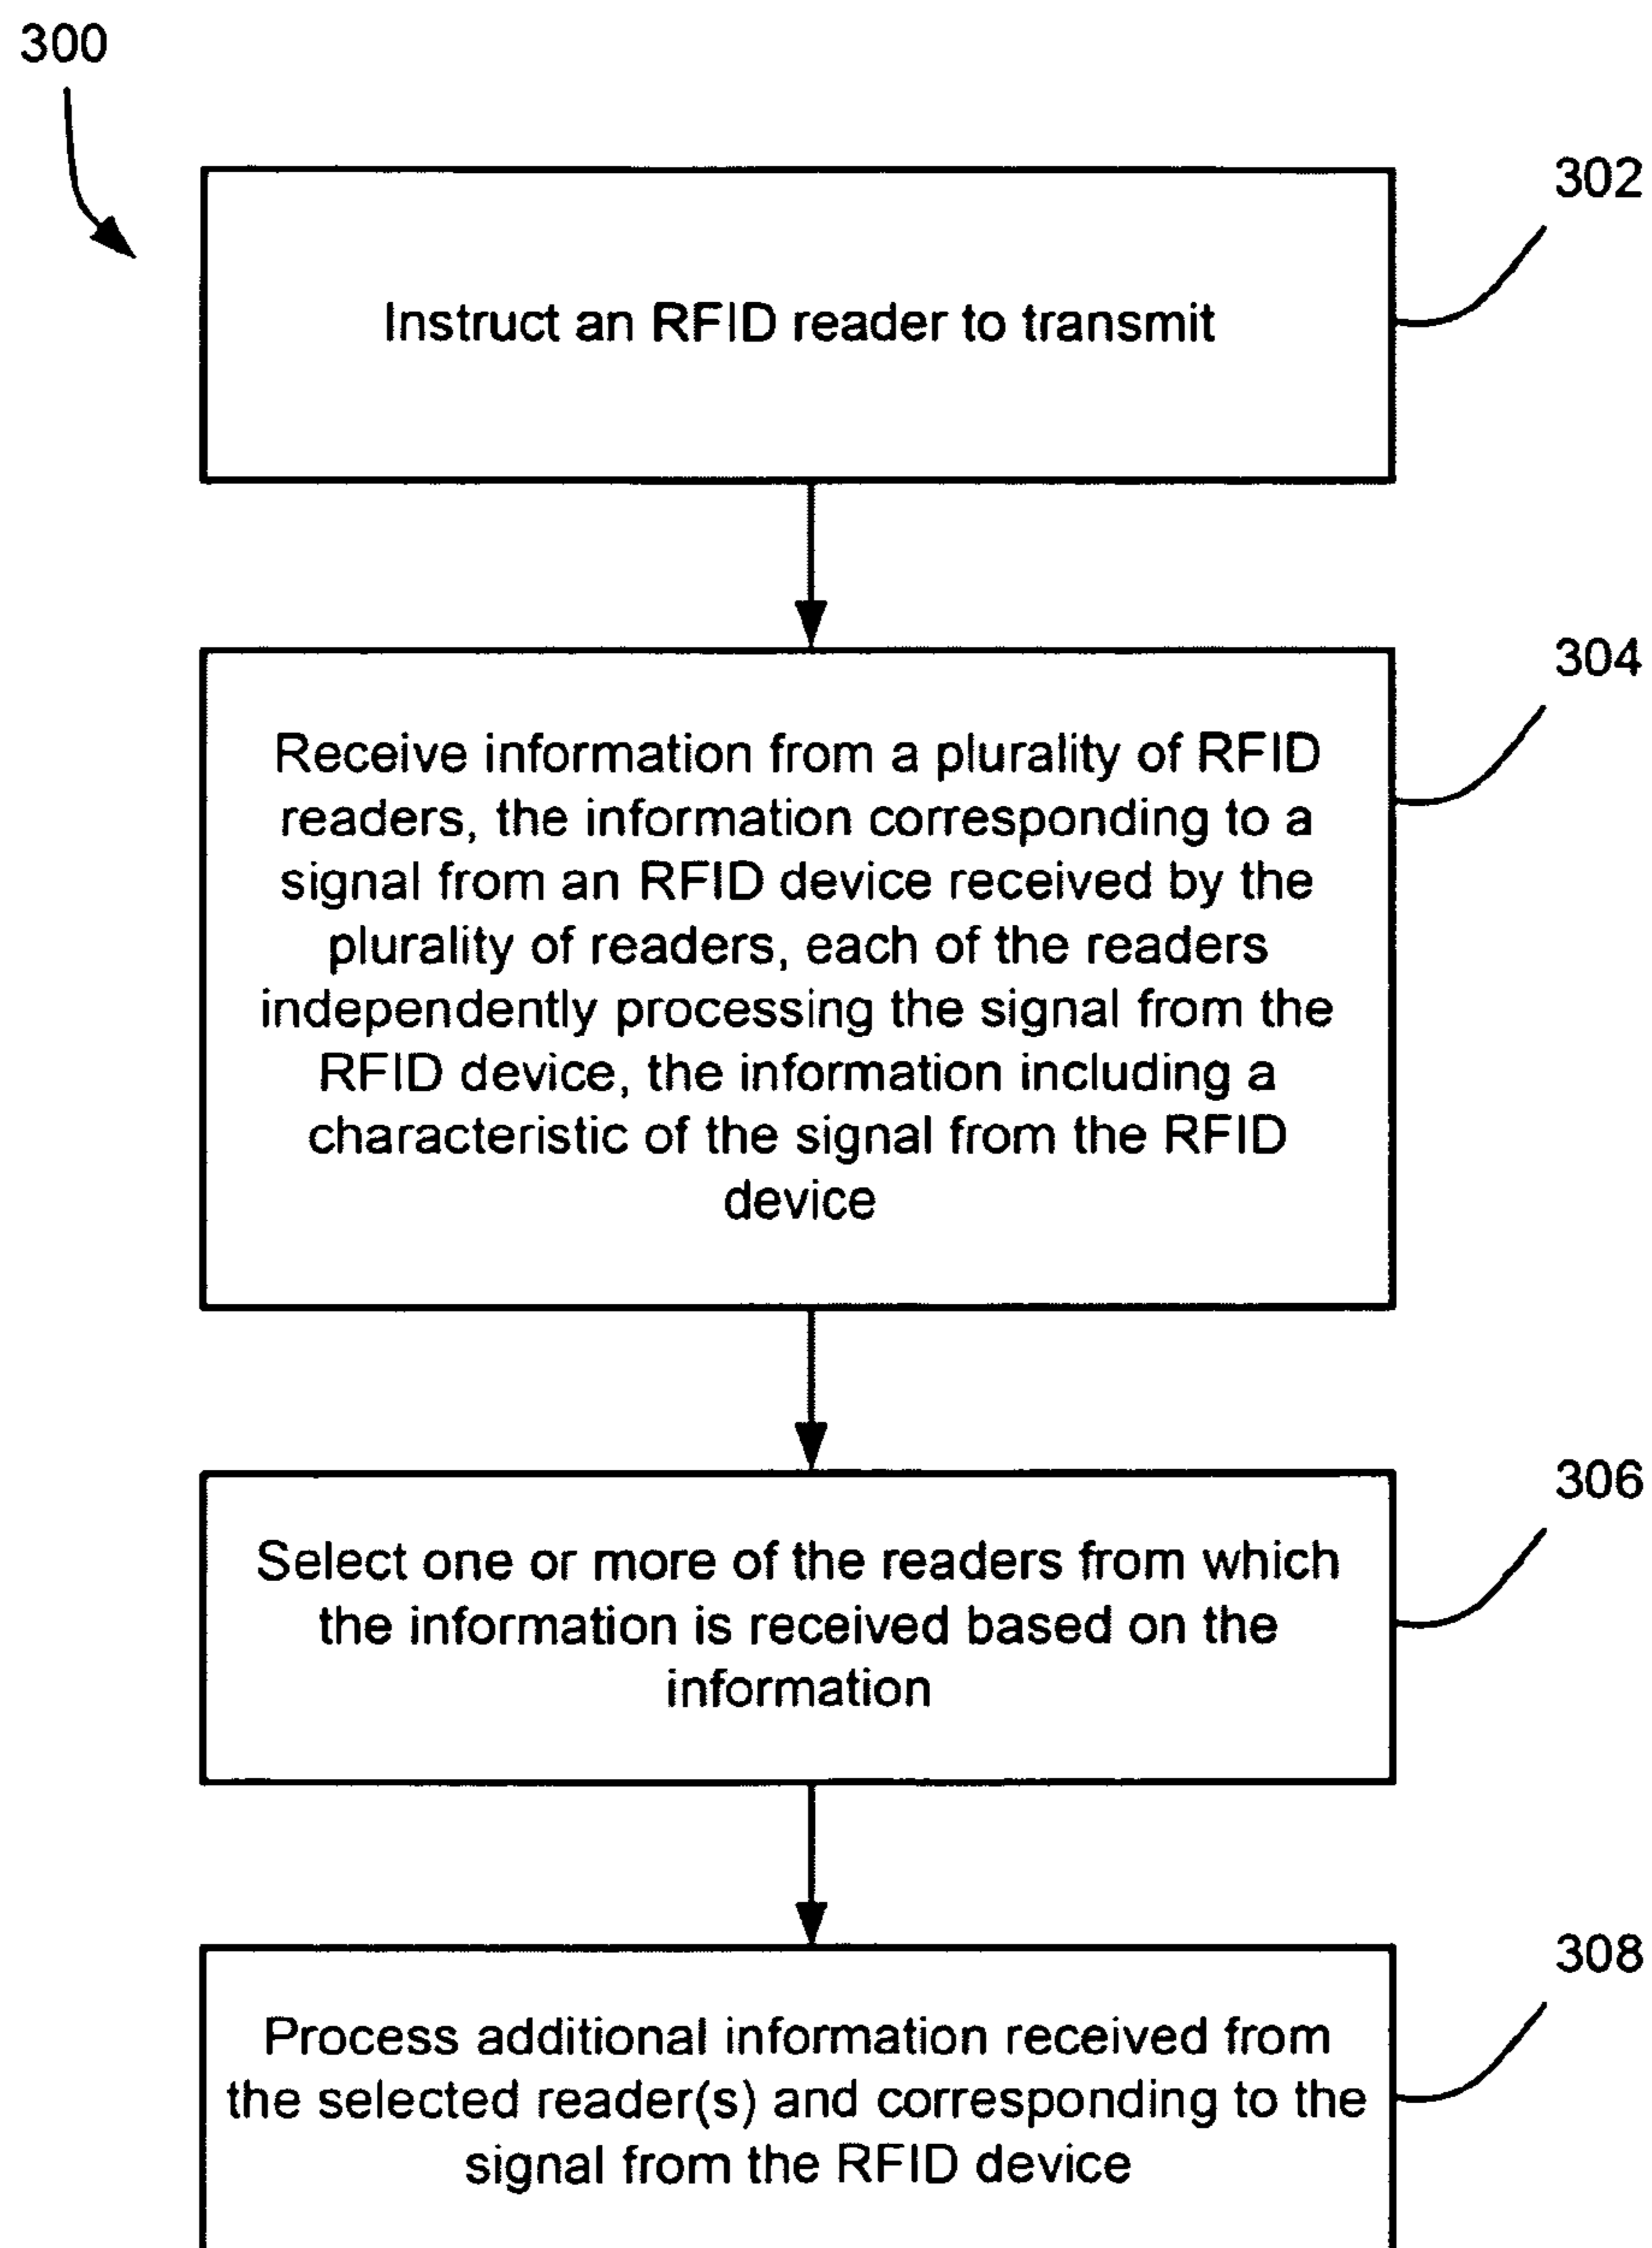 300
302
Instruct an RFID reader to transmit
304
Receive information from a plurality of RFID
readers, the information corresponding to a
signal from an RFID device received by the
plurality of readers, each of the readers
independently processing the signal from the
RFID device, the information including a
characteristic of the signal from the RFID
device
306
Select one or more of the readers from which
the information is received based on the
information
308
Process additional information received from
the selected reader(s) and corresponding to the
signal from the RFID device